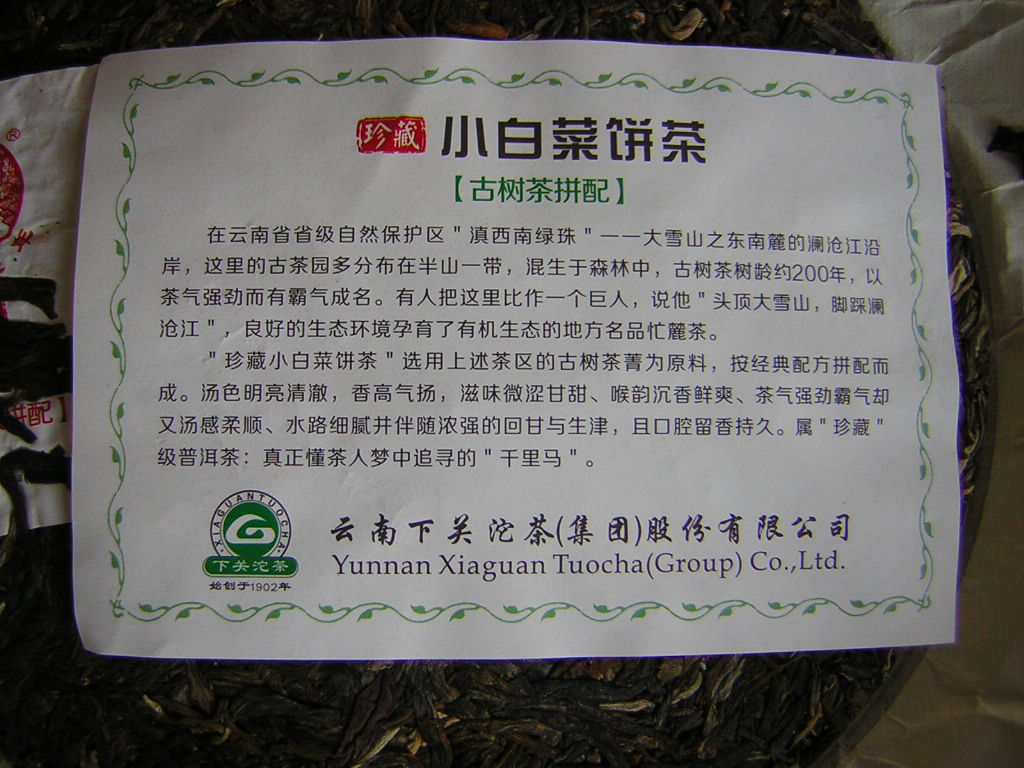 珍藏 小白菜饼茶
【古树茶拼配】
在云南省省级自然保护区"滇西南绿珠"一一大雪山之东南麓的澜沧江沿
岸，这里的古茶园多分布在半山一带，混生于森林中，古树茶树龄约200年，以
茶气强劲而有霸气成名。有人把这里比作一个巨人，说他"头顶大雪山，脚踩澜
沧江"，良好的生态环境孕育了有机生态的地方名品忙麓茶。
"珍藏小白菜饼茶"选用上述茶区的古树茶菁为原料，按经典配方拼配而
成。汤色明亮清澈，香高气扬，滋味微涩甘甜、喉韵沉香鲜爽、茶气强劲霸气却
又汤感柔顺、水路细腻并伴随浓强的回甘与生津，且口腔留香持久。属"珍藏"
级普洱茶：真正懂茶人梦中追寻的"千里马"。
XIAGUANTUOCHA
下关沱茶
始创于1902年
云南下关沱茶(集团)股份有限公司
Yunnan Xiaguan Tuocha(Group) Co.,Ltd.
®
年
拼配】